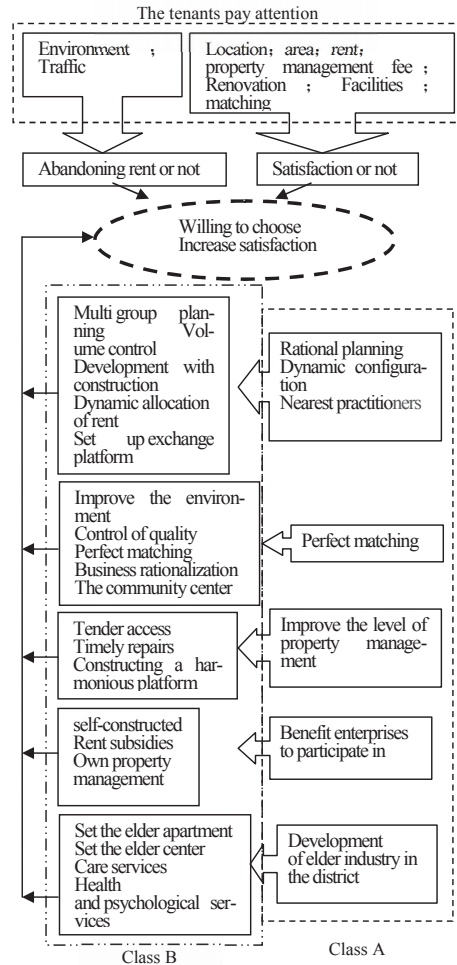 The tenants pay attention
Environment ;
Traffic
Location; area; rent;
property management fee ;
Renovation ; Facilities ;
matching
Abandoning rent or not
Satisfaction or not
Willing to choose
Increase satisfaction
Multi group plan-
ning Vol-
ume control
Development with
construction
Dynamic allocation
of rent
Set up exchange
platform
Rational planning
Dynamic configura-
tion
Nearest practitioners
Improve the environ-
ment
Control of quality
Perfect matching
Business rationalization
The community center
Perfect matching
Tender access
Timely repairs
Constructing a har-
monious platform
Improve the level of
property manage-
ment
self-constructed
Rent subsidies
Own property
management
Benefit enterprises
to participate in
Set the elder apartment
Set the elder center
Care services
Health
and psychological ser-
vices
Development
of elder industry in
the district
Class B
Class A